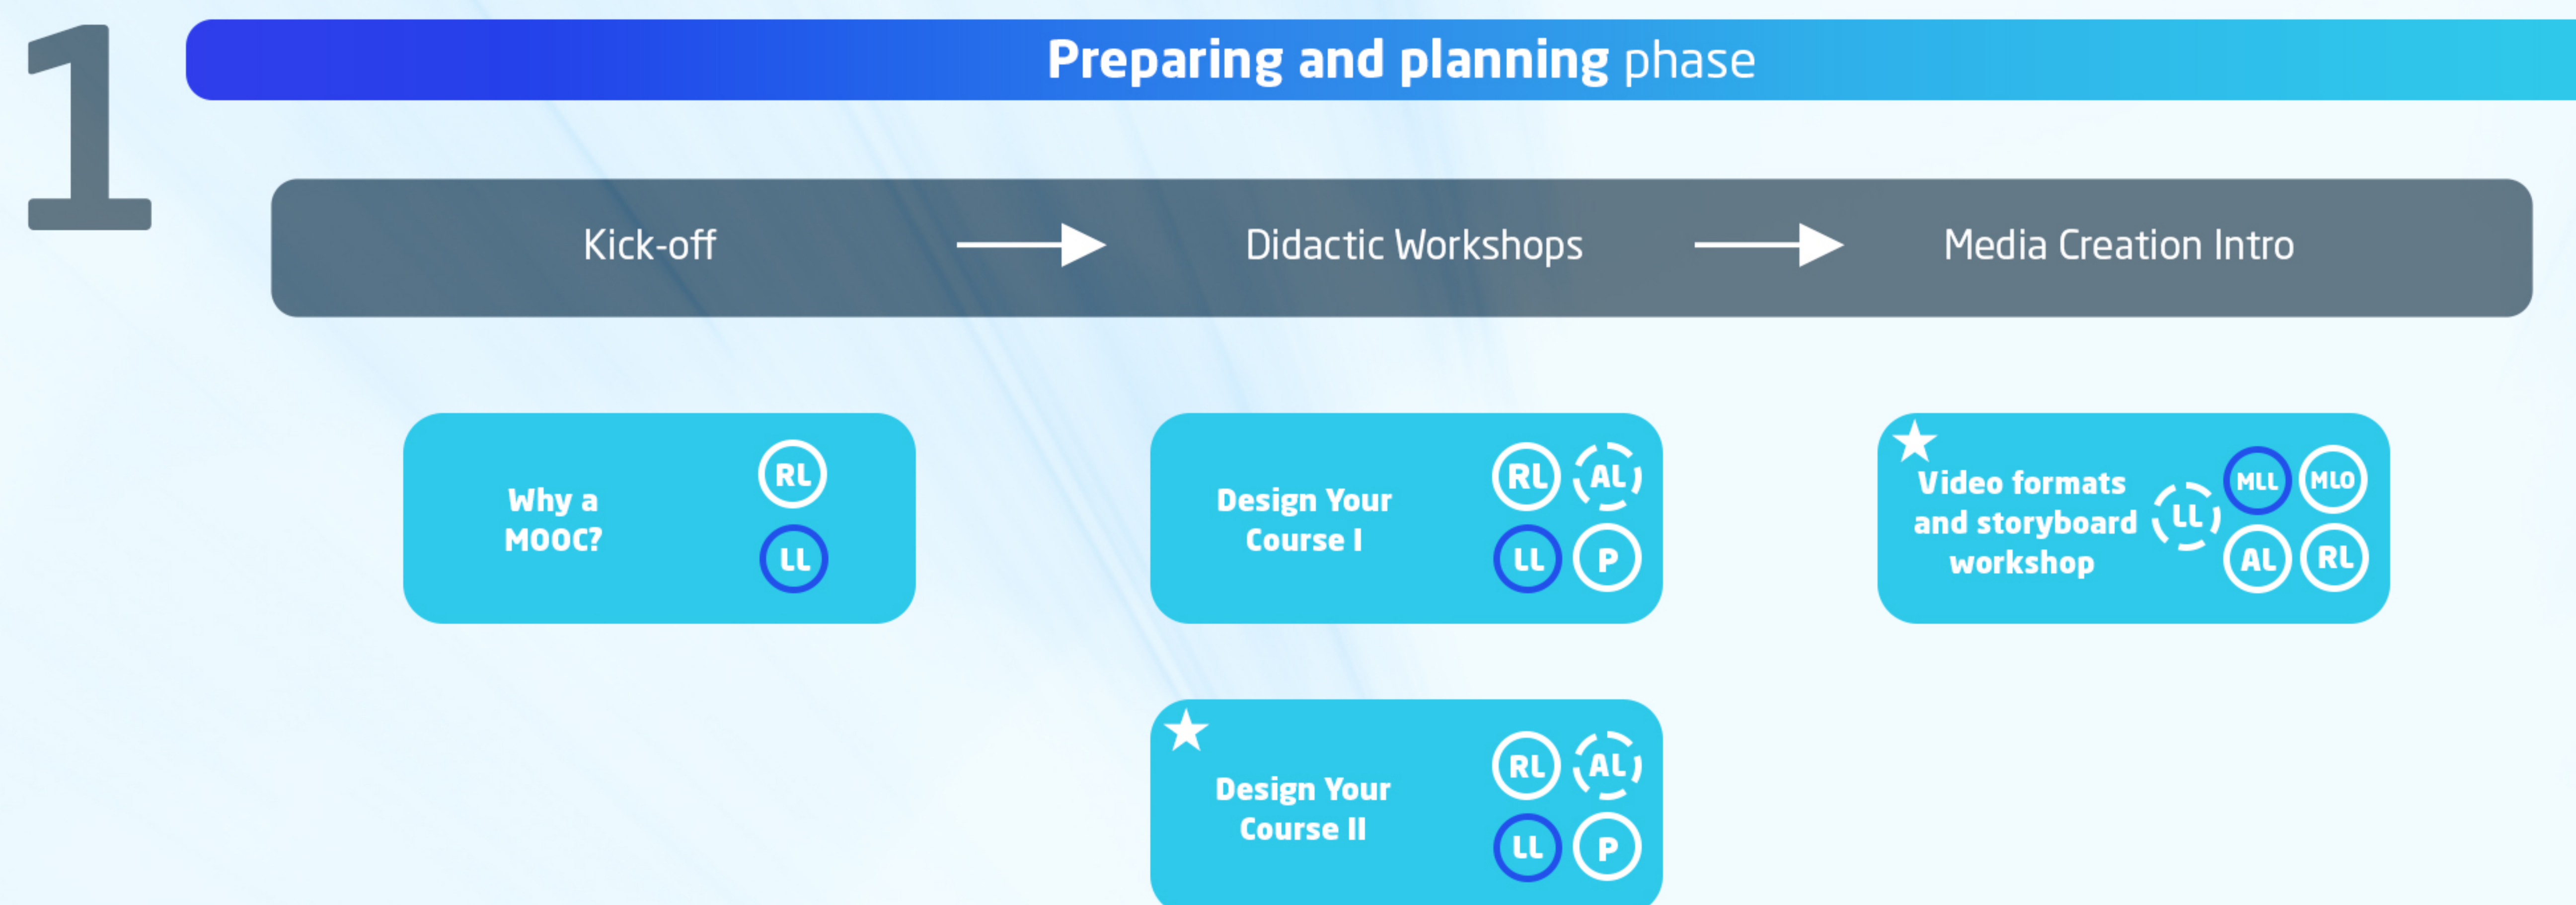 1
Preparing and planning phase
Kick-off
Didactic Workshops
Media Creation Intro
Why a
MOOC?
RL
LL
Design Your
Course I
RL
AL
LL
P
Video formats
and storyboard
workshop
LL
MLL
MLO
AL
RL
Design Your
Course II
RL
AL
LL
P